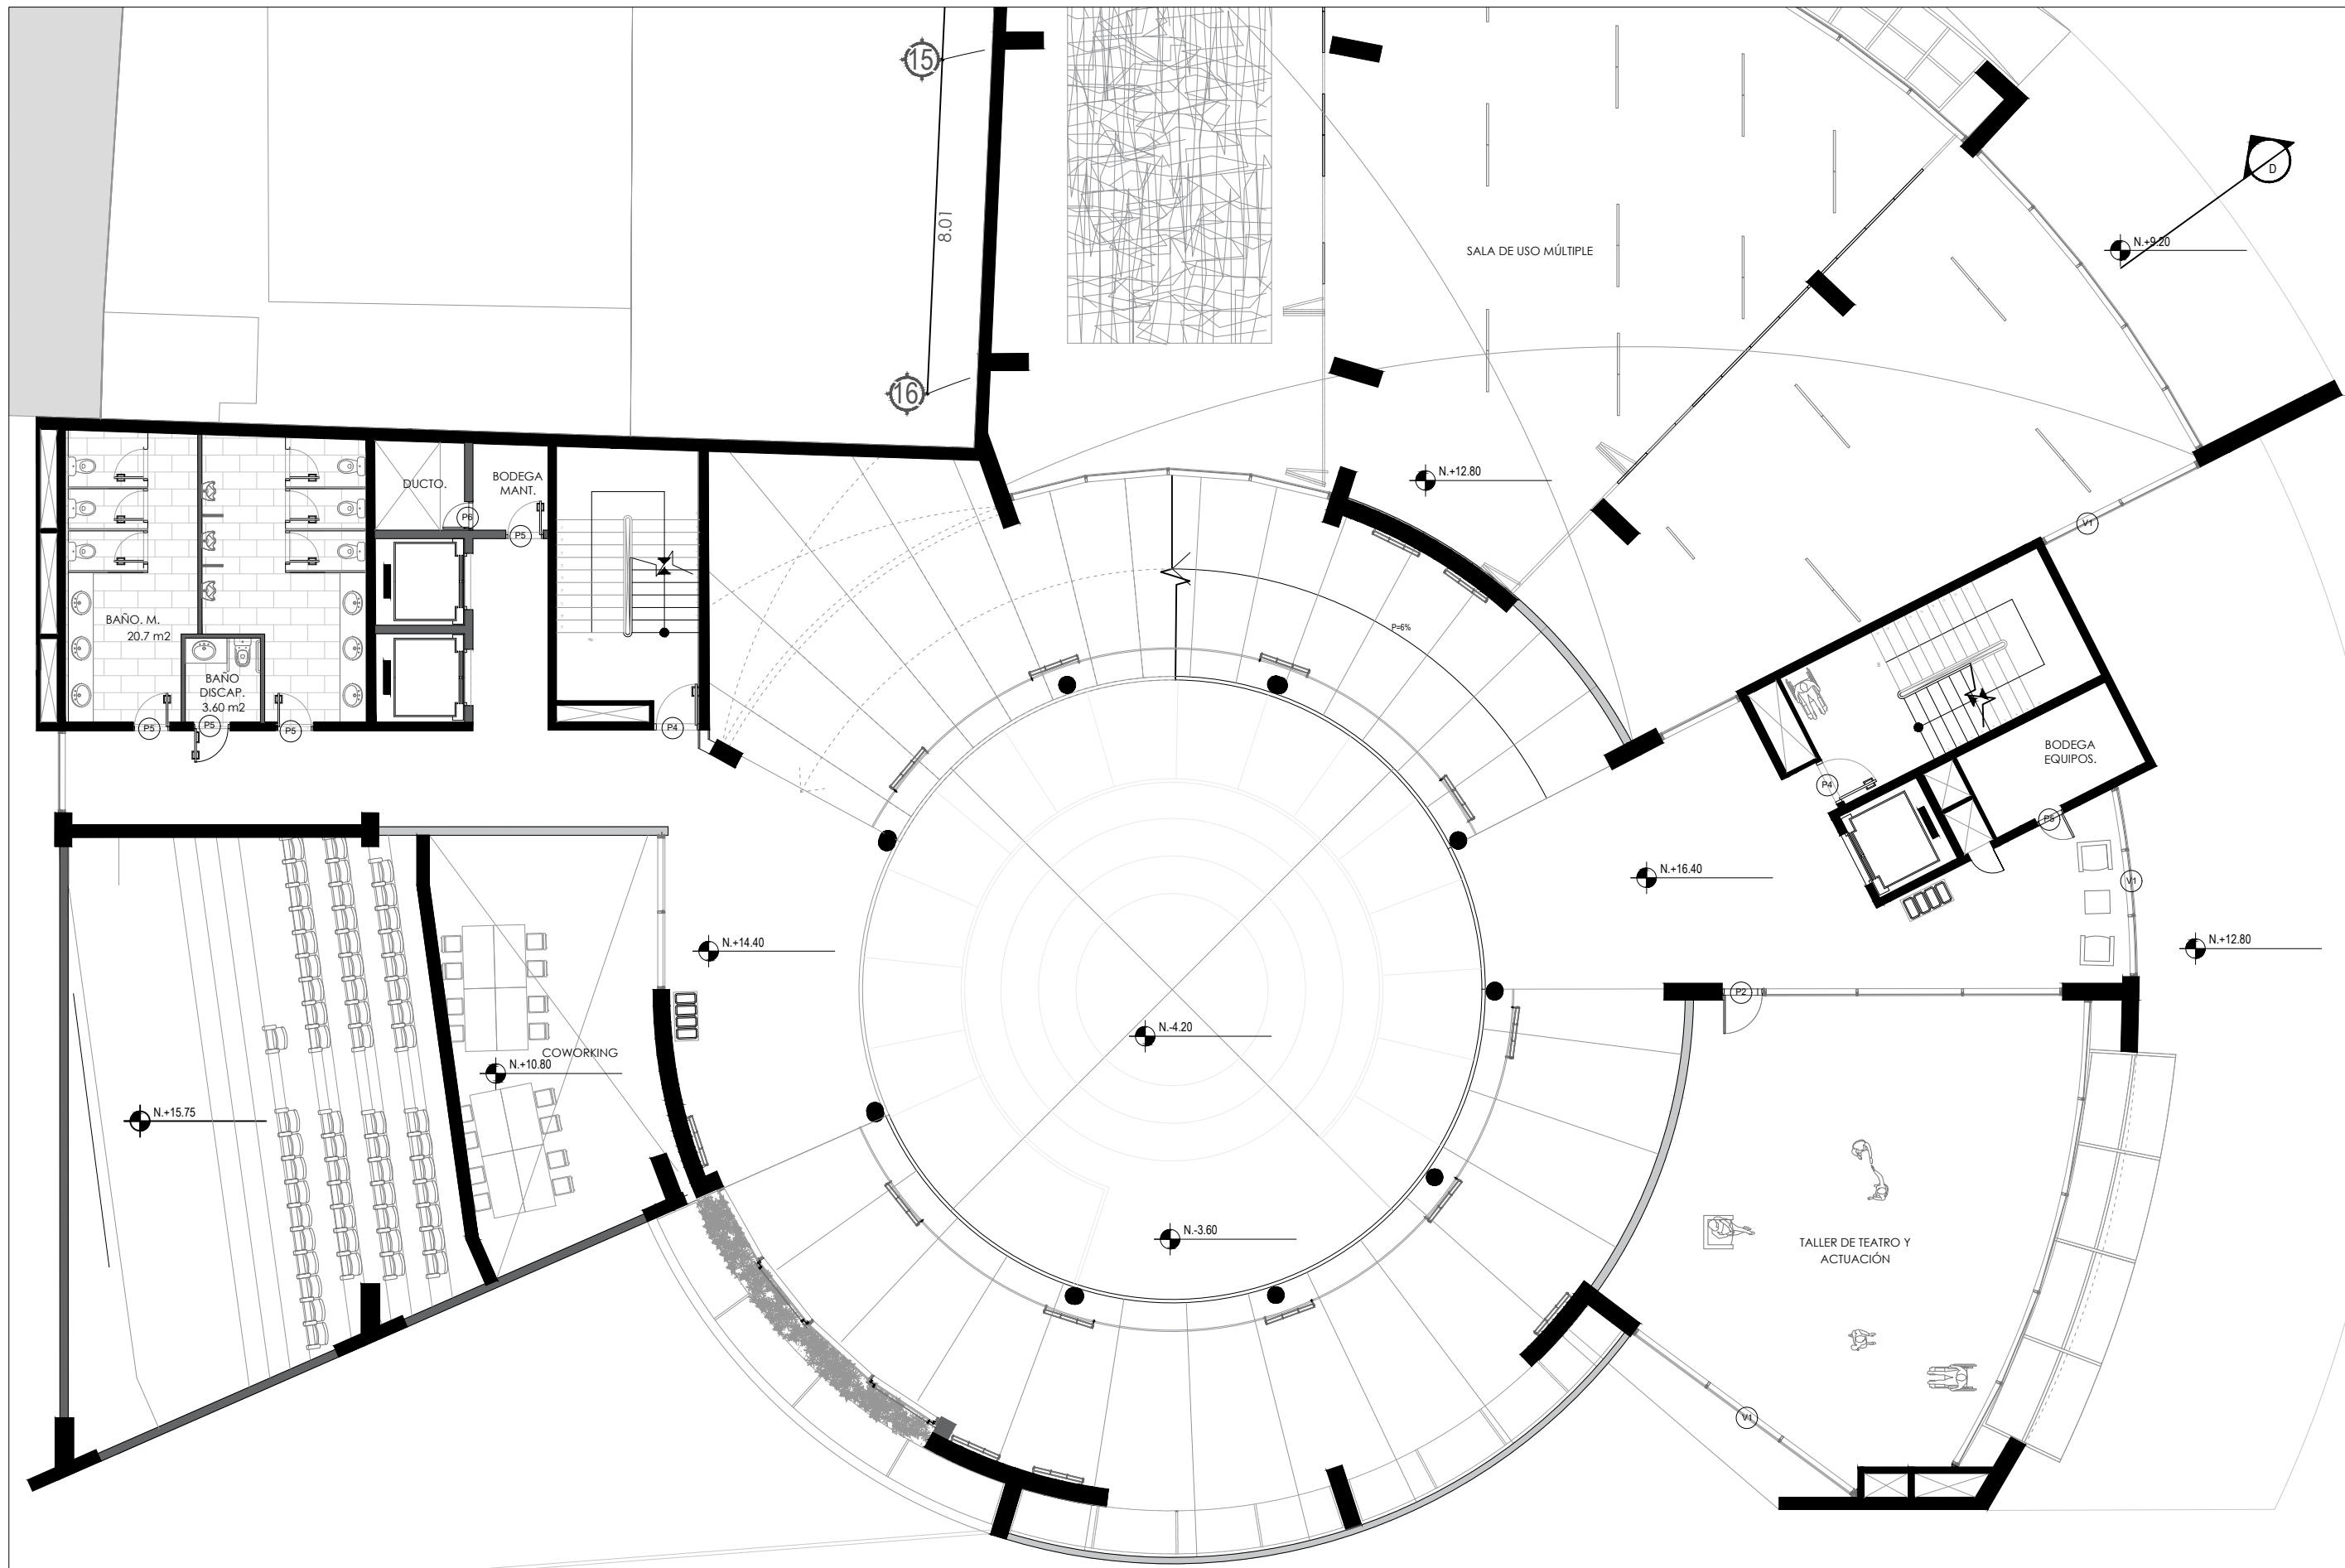 15
8.01
16
SALA DE USO MÚLTIPLE
D
N.+9.20
N.+12.80
DUCTO.
BODEGA
MANT.
P6
P5
V1
BAÑO. M.
20.7 m2
BAÑO
DISCAP.
3.60 m2
P5
P5
P5
P4
P=6%
BODEGA
EQUIPOS.
P4
P5
N.+16.40
V1
N.+14.40
N.+12.80
P2
N.-4.20
COWORKING
N.+10.80
N.+15.75
N.-3.60
TALLER DE TEATRO Y
ACTUACIÓN
V1